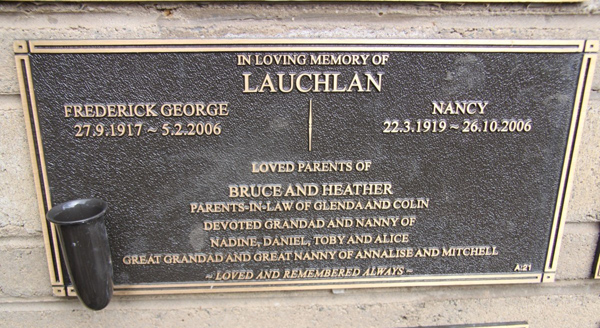 IN LOVING MEMORY OF
LAUCHLAN
FREDERICK GEORGE
27.9.1917 ~ 5.2.2006
NANCY
22.3.1919 ~ 26.10.2006
LOVED PARENTS OF
BRUCE AND HEATHER
PARENTS-IN-LAW OF GLENDA AND COLIN
DEVOTED GRANDAD AND NANNY OF
NADINE, DANIEL, TOBY AND ALICE
GREAT GRANDAD AND GREAT NANNY OF ANNALISE AND MITCHELL
~ LOVED AND REMEMBERED ALWAYS ~
A:21